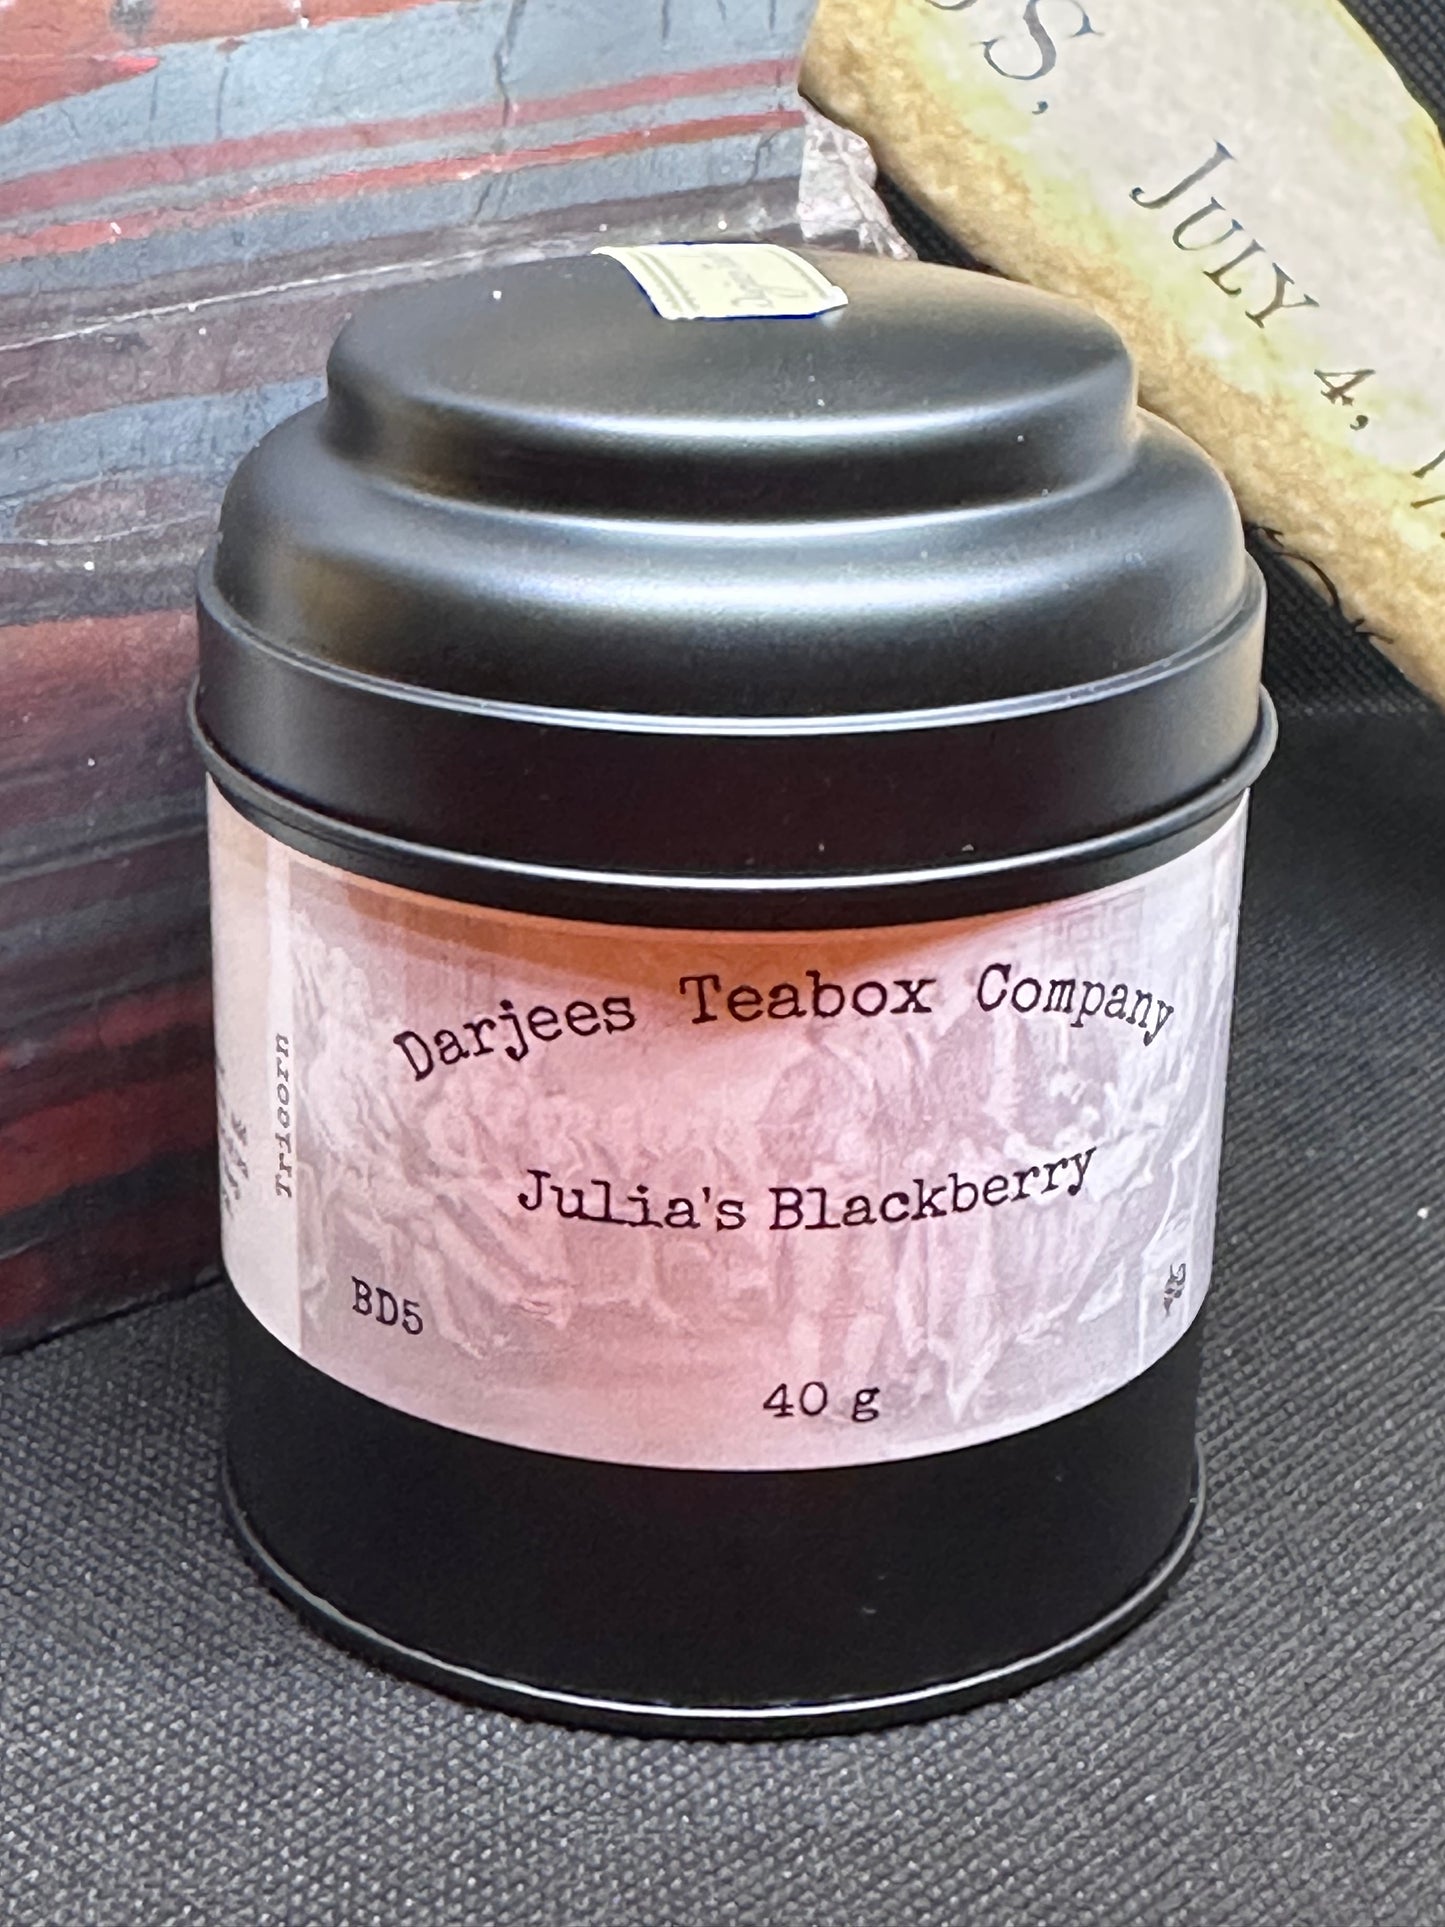 S,
July 4,
Darjees Teabox Company
Tricorn
Julia's Blackberry
BD5
40 g